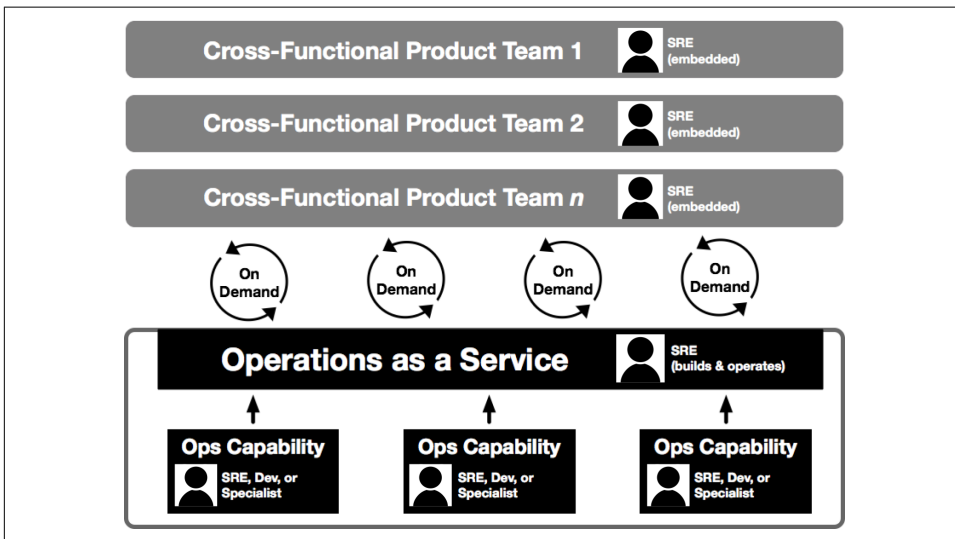 Cross-Functional Product Team 1
SRE
(embedded)
Cross-Functional Product Team 2
SRE
(embedded)
Cross-Functional Product Team n
SRE
(embedded)
On
Demand
On
Demand
On
Demand
On
Demand
Operations as a Service
SRE
(builds & operates)
Ops Capability
SRE, Dev, or
Specialist
Ops Capability
SRE, Dev, or
Specialist
Ops Capability
SRE, Dev, or
Specialist